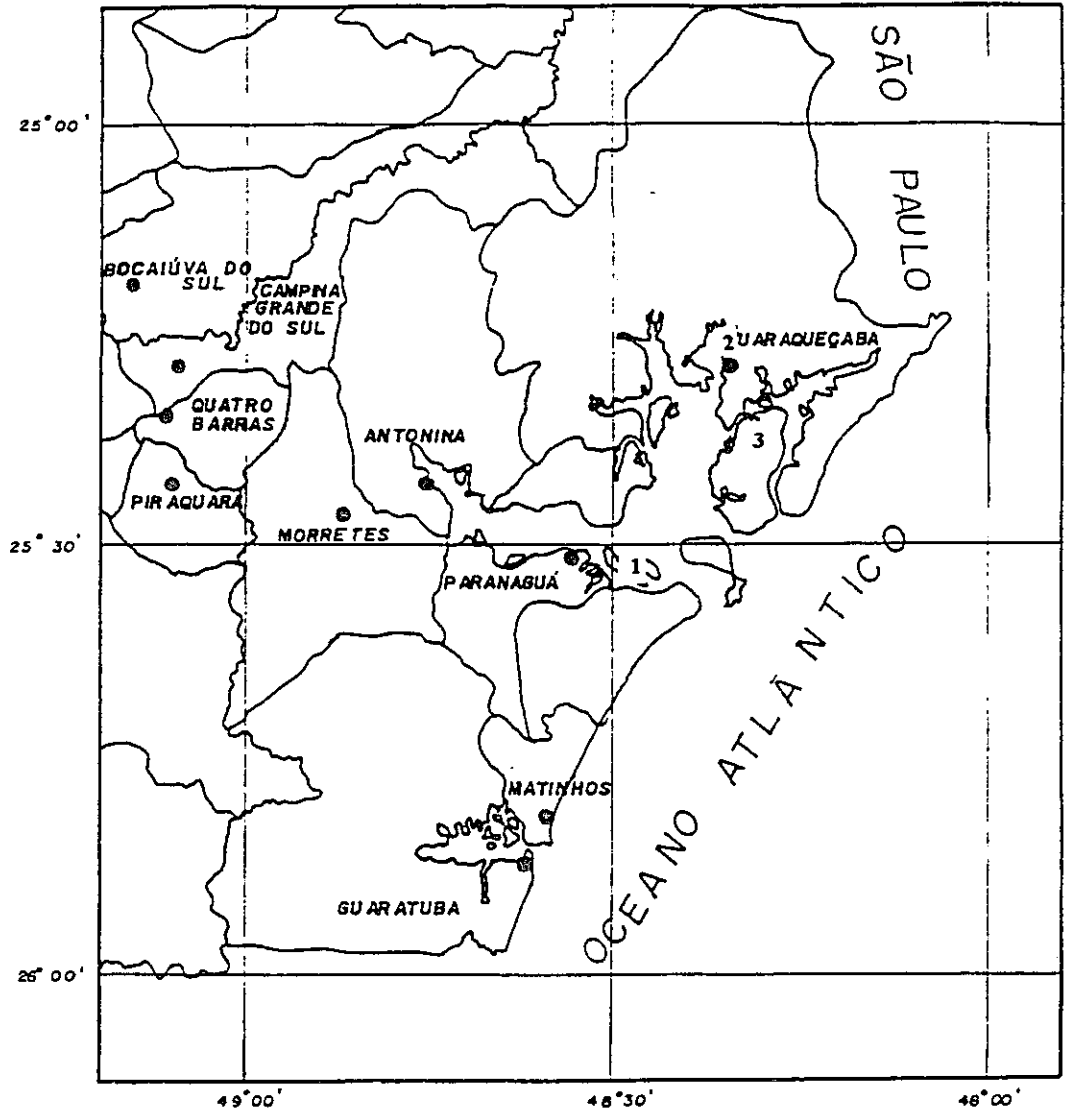 SÃO PAULO
25°00'
BOCAIÚVA DO
SUL
CAMPINA
GRANDE
DO SUL
2
'UARAQUEÇABA
QUATRO
BARRAS
ANTONINA
3
PIRAQUARA
MORRETES
25°30'
PARANAGUÁ
1
OCEANO ATLÂNTICO
MATINHOS
GUARATUBA
26°00'
49°00'
48°30'
48°00'